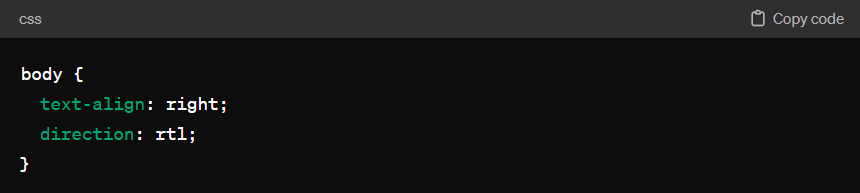 css
Copy code
body {
  text-align: right;
  direction: rtl;
}